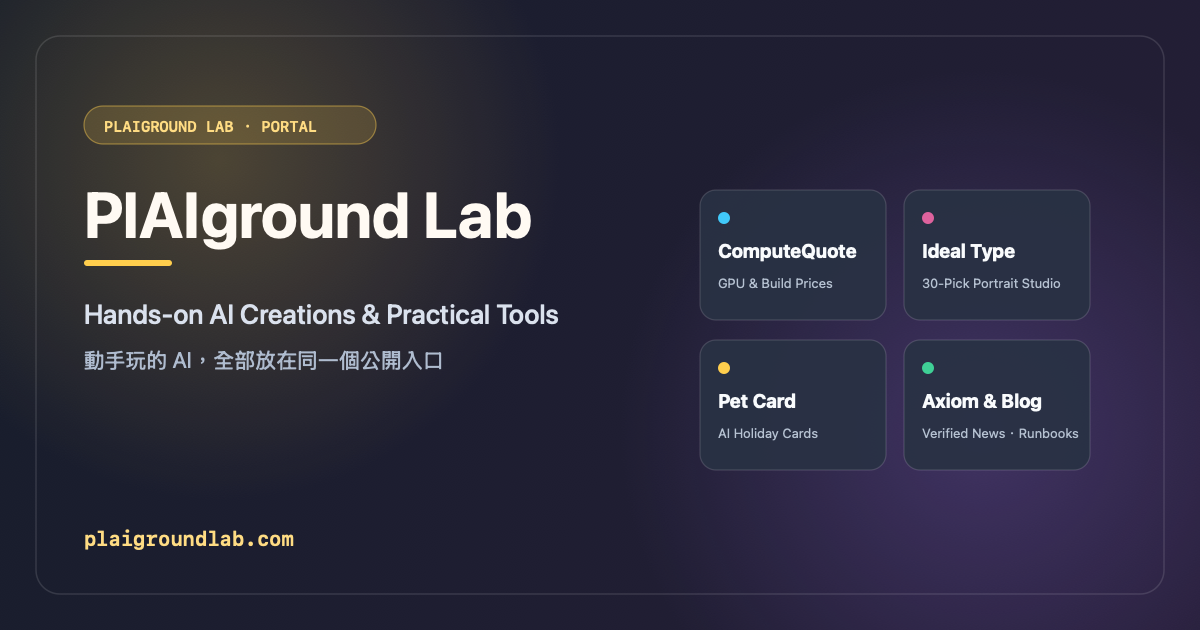 PLAIGROUND LAB · PORTAL
PlAIground Lab
Hands-on AI Creations & Practical Tools
動手玩的 AI，全部放在同一個公開入口
plaigroundlab.com
ComputeQuote
GPU & Build Prices
Ideal Type
30-Pick Portrait Studio
Pet Card
AI Holiday Cards
Axiom & Blog
Verified News · Runbooks